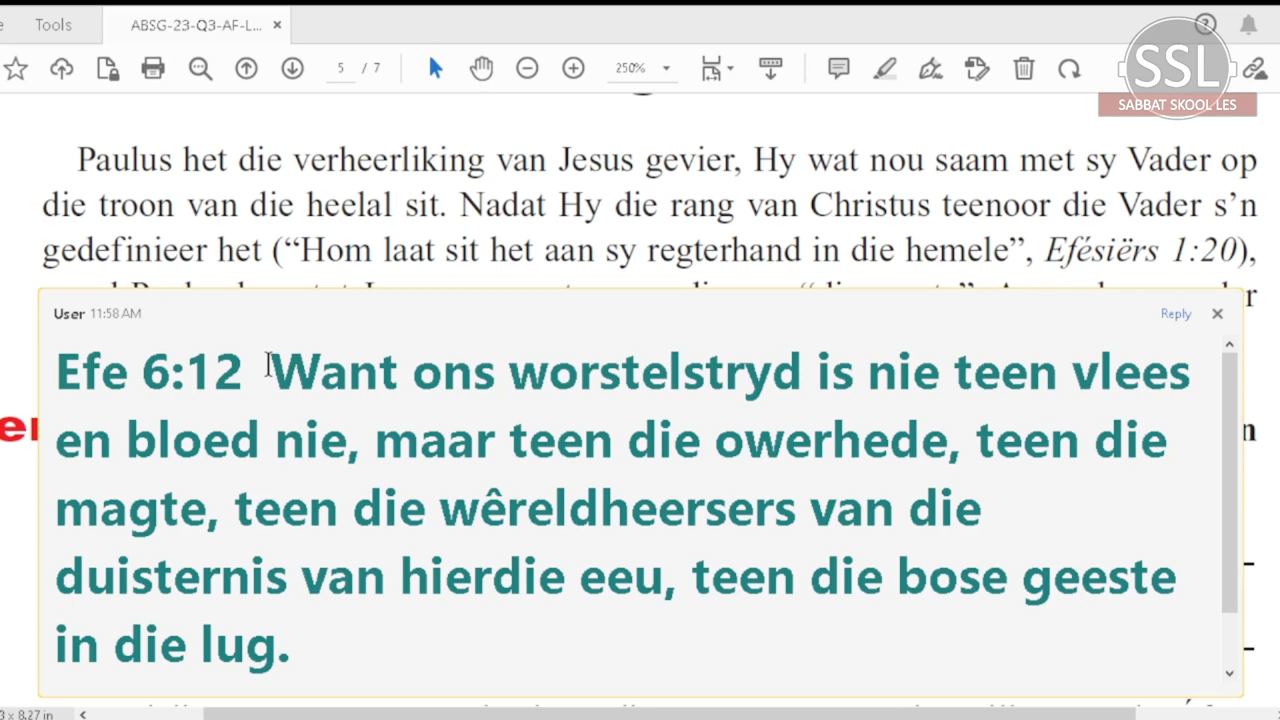 Tools
ABSG-23-Q3-AF-L... ×
5 / 7
250%
SSL
SABBAT SKOOL LES
Paulus het die verheerliking van Jesus gevier, Hy wat nou saam met sy Vader op
die troon van die heelal sit. Nadat Hy die rang van Christus teenoor die Vader s’n
gedefinieer het (“Hom laat sit het aan sy regterhand in die hemele”, Efésiërs 1:20),
User 11:58 AM
Reply
Efe 6:12 Want ons worstelstryd is nie teen vlees
en bloed nie, maar teen die owerhede, teen die
magte, teen die wêreldheersers van die
duisternis van hierdie eeu, teen die bose geeste
in die lug.
8.27 in